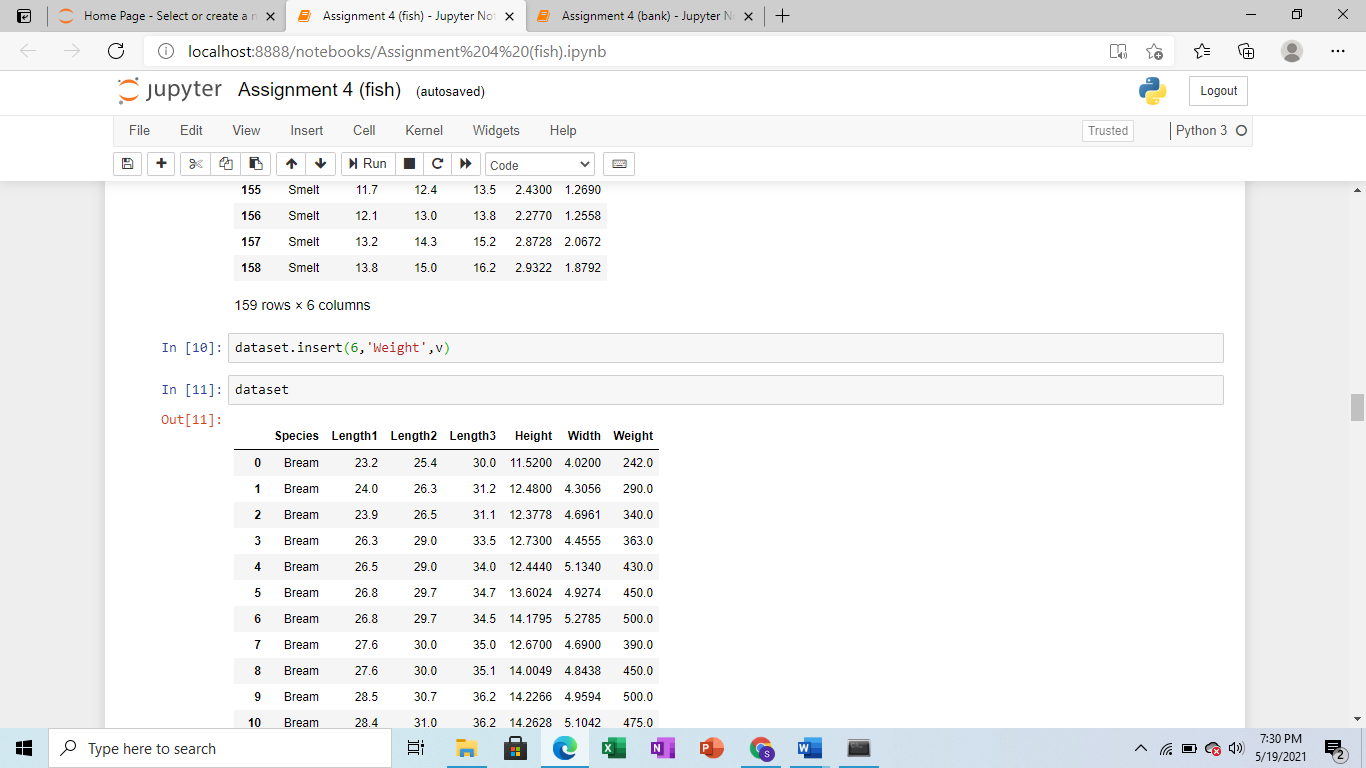 Home Page - Select or create a n
Assignment 4 (fish) - Jupyter Not
Assignment 4 (bank) - Jupyter N
localhost:8888/notebooks/Assignment%204%20(fish).ipynb
jupyter Assignment 4 (fish) (autosaved)
Logout
File Edit View Insert Cell Kernel Widgets Help
Trusted
Python 3
Run
Code
155 Smelt 11.7 12.4 13.5 2.4300 1.2690
156 Smelt 12.1 13.0 13.8 2.2770 1.2558
157 Smelt 13.2 14.3 15.2 2.8728 2.0672
158 Smelt 13.8 15.0 16.2 2.9322 1.8792
159 rows × 6 columns
In [10]: dataset.insert(6,'Weight',v)
In [11]: dataset
Out[11]:
Species Length1 Length2 Length3 Height Width Weight
0 Bream 23.2 25.4 30.0 11.5200 4.0200 242.0
1 Bream 24.0 26.3 31.2 12.4800 4.3056 290.0
2 Bream 23.9 26.5 31.1 12.3778 4.6961 340.0
3 Bream 26.3 29.0 33.5 12.7300 4.4555 363.0
4 Bream 26.5 29.0 34.0 12.4440 5.1340 430.0
5 Bream 26.8 29.7 34.7 13.6024 4.9274 450.0
6 Bream 26.8 29.7 34.5 14.1795 5.2785 500.0
7 Bream 27.6 30.0 35.0 12.6700 4.6900 390.0
8 Bream 27.6 30.0 35.1 14.0049 4.8438 450.0
9 Bream 28.5 30.7 36.2 14.2266 4.9594 500.0
10 Bream 28.4 31.0 36.2 14.2628 5.1042 475.0
Type here to search
7:30 PM
5/19/2021
2